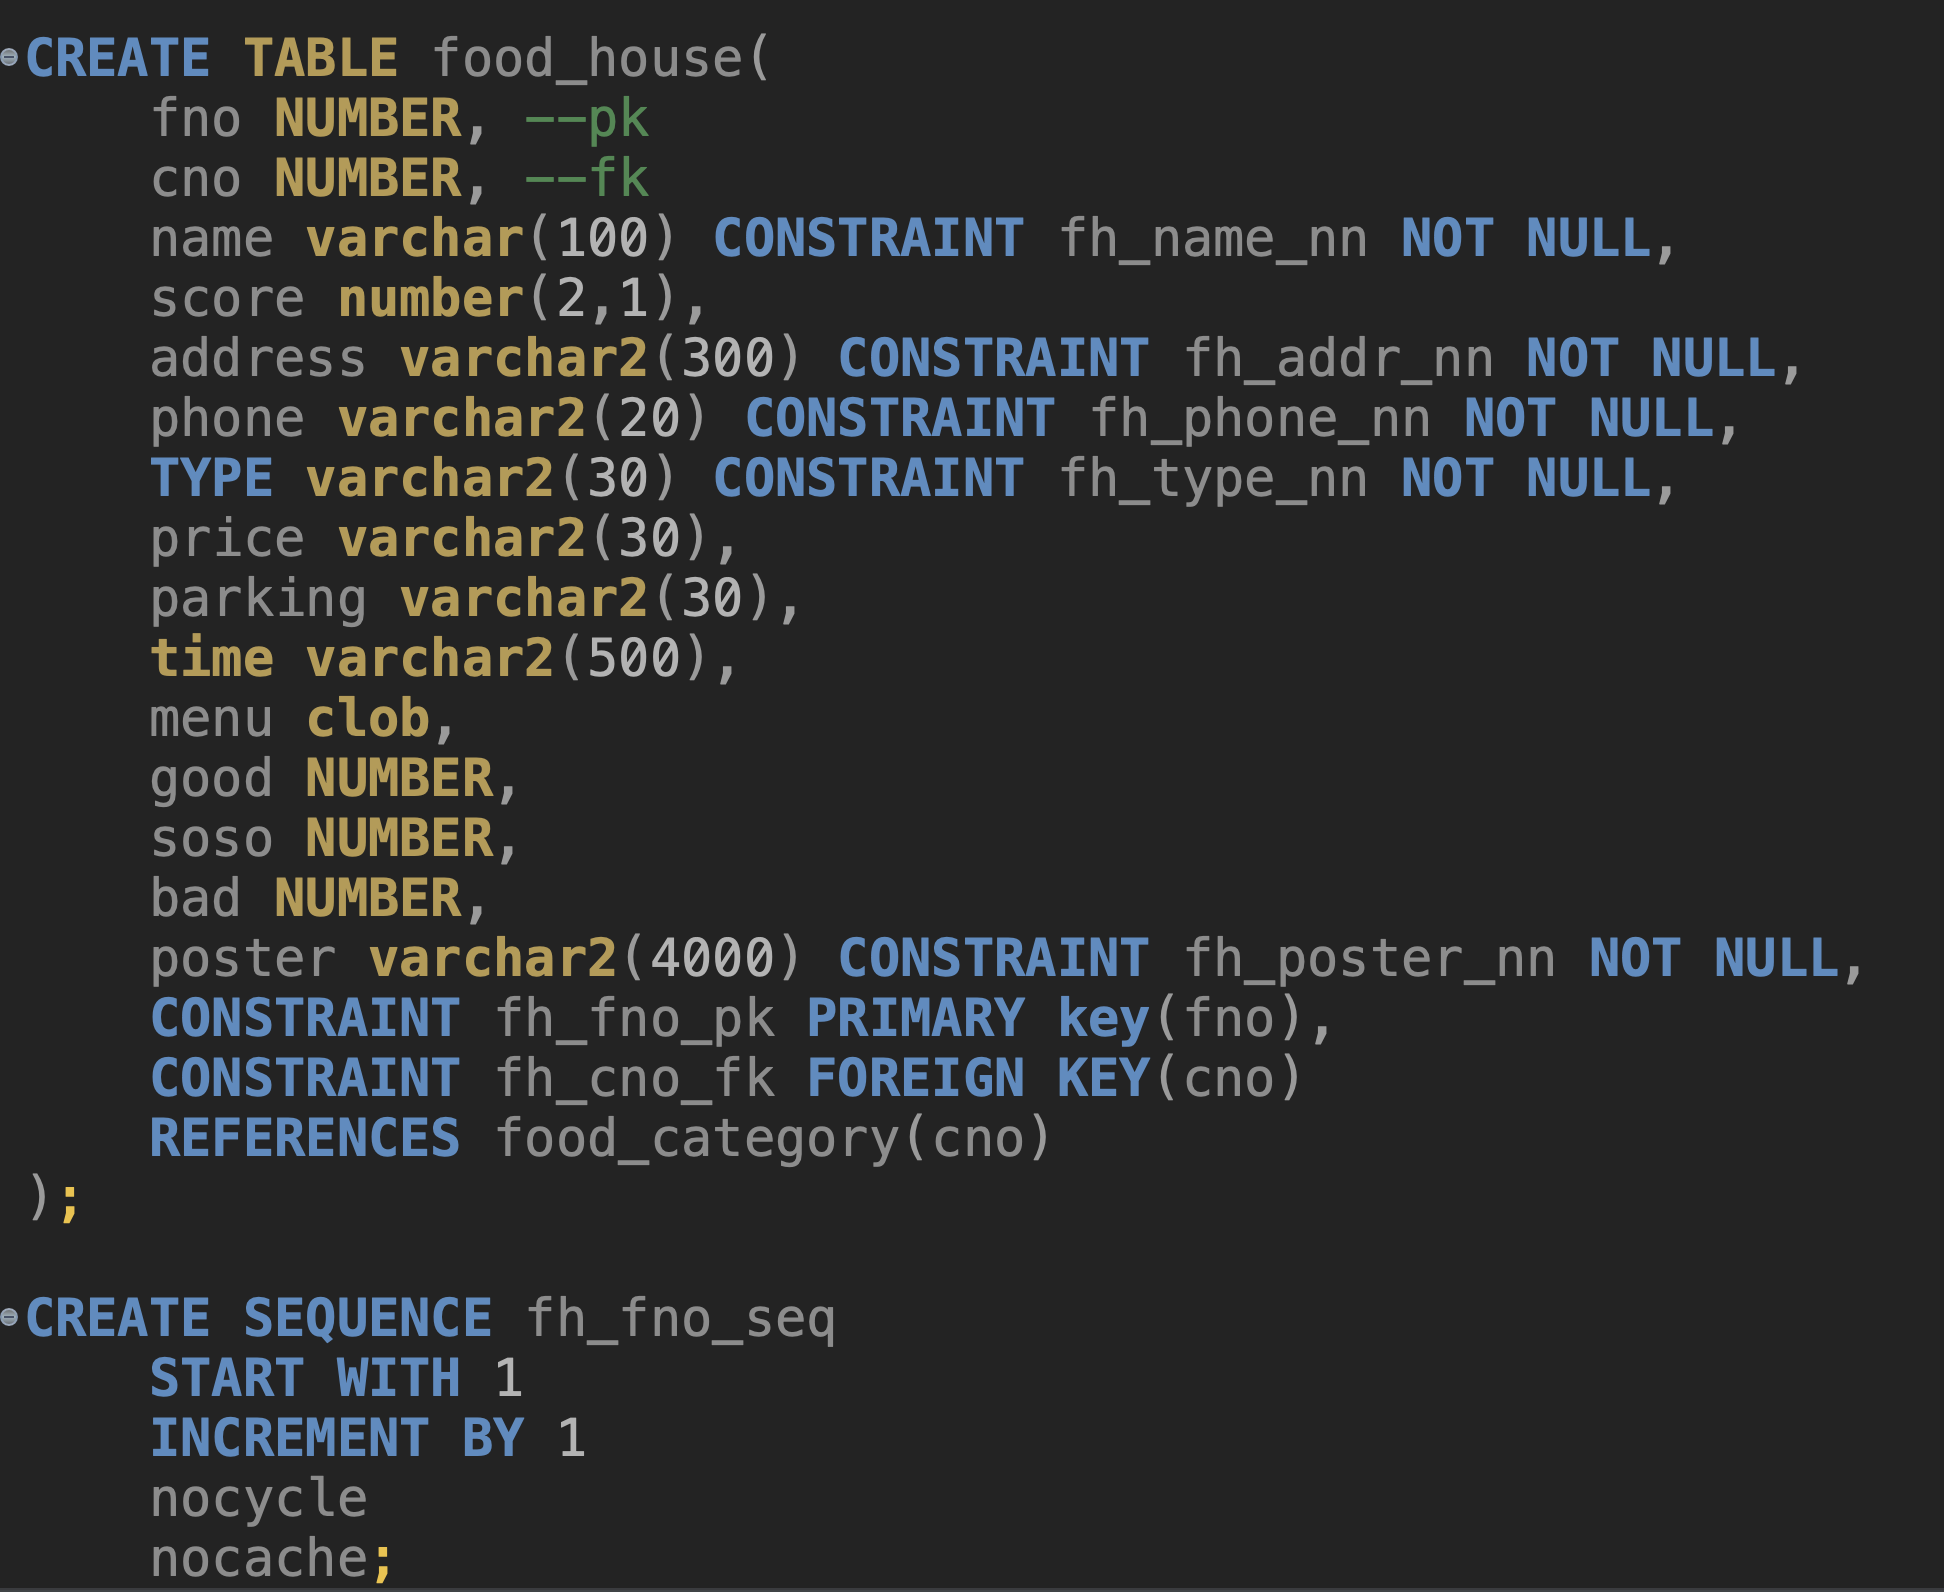 CREATE TABLE food_house(
fno NUMBER, --pk
cno NUMBER, --fk
name varchar(100) CONSTRAINT fh_name_nn NOT NULL,
score number(2,1),
address varchar2(300) CONSTRAINT fh_addr_nn NOT NULL,
phone varchar2(20) CONSTRAINT fh_phone_nn NOT NULL,
TYPE varchar2(30) CONSTRAINT fh_type_nn NOT NULL,
price varchar2(30),
parking varchar2(30),
time varchar2(500),
menu clob,
good NUMBER,
soso NUMBER,
bad NUMBER,
poster varchar2(4000) CONSTRAINT fh_poster_nn NOT NULL,
CONSTRAINT fh_fno_pk PRIMARY key(fno),
CONSTRAINT fh_cno_fk FOREIGN KEY(cno)
REFERENCES food_category(cno)
);
CREATE SEQUENCE fh_fno_seq
START WITH 1
INCREMENT BY 1
nocycle
nocache;